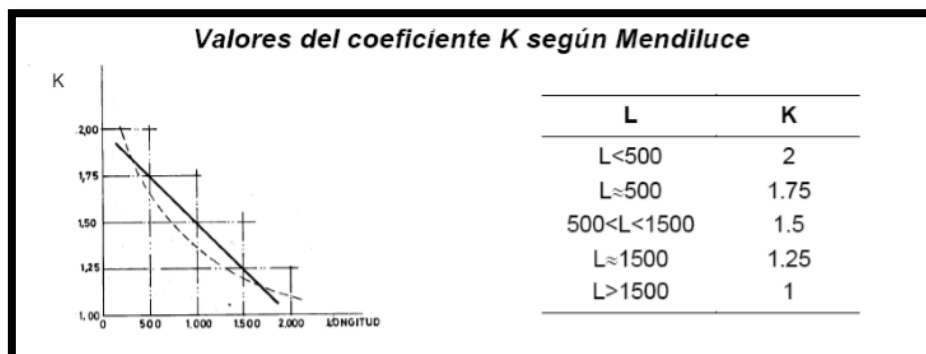 Valores del coeficiente K según Mendiluce
K
2,00
1,75
1,50
1,25
1,00
0 500 1.000 1.500 2.000 LONGITUD
L K
L<500 2
L≈500 1.75
500<L<1500 1.5
L≈1500 1.25
L>1500 1